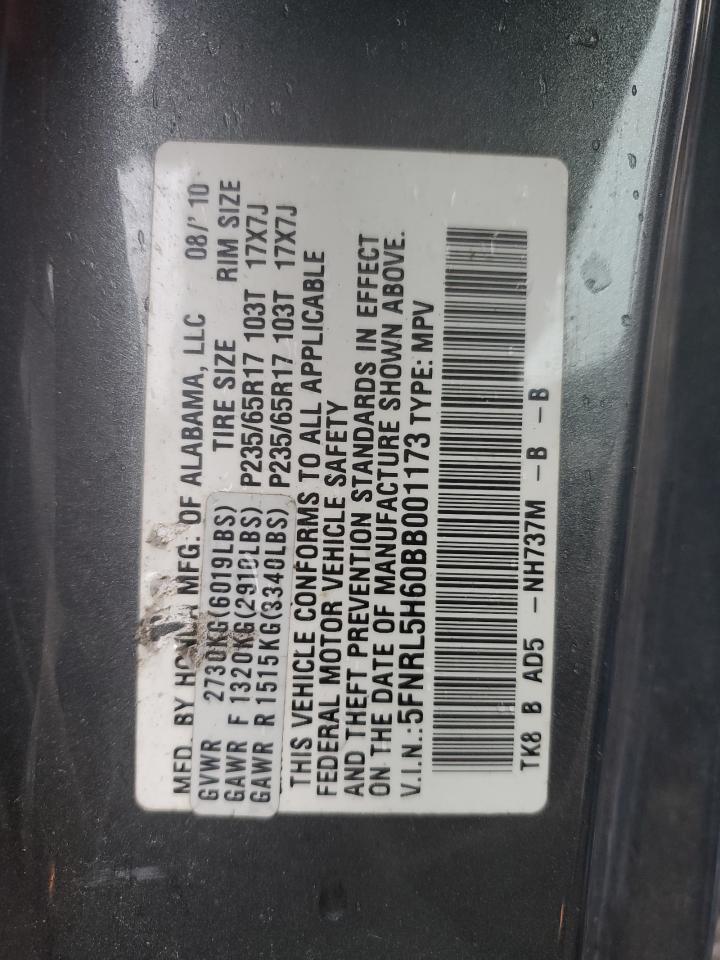 MFD. BY HONDA MFG. OF ALABAMA, LLC 08/' 10
GVWR 2730KG(6019LBS) TIRE SIZE RIM SIZE
GAWR F 1320KG(2910LBS) P235/65R17 103T 17X7J
GAWR R 1515KG(3340LBS) P235/65R17 103T 17X7J
THIS VEHICLE CONFORMS TO ALL APPLICABLE
FEDERAL MOTOR VEHICLE SAFETY
AND THEFT PREVENTION STANDARDS IN EFFECT
ON THE DATE OF MANUFACTURE SHOWN ABOVE.
V.I.N.:5FNRL5H60BB001173 TYPE: MPV
TK8 B AD5 -NH737M -B -B